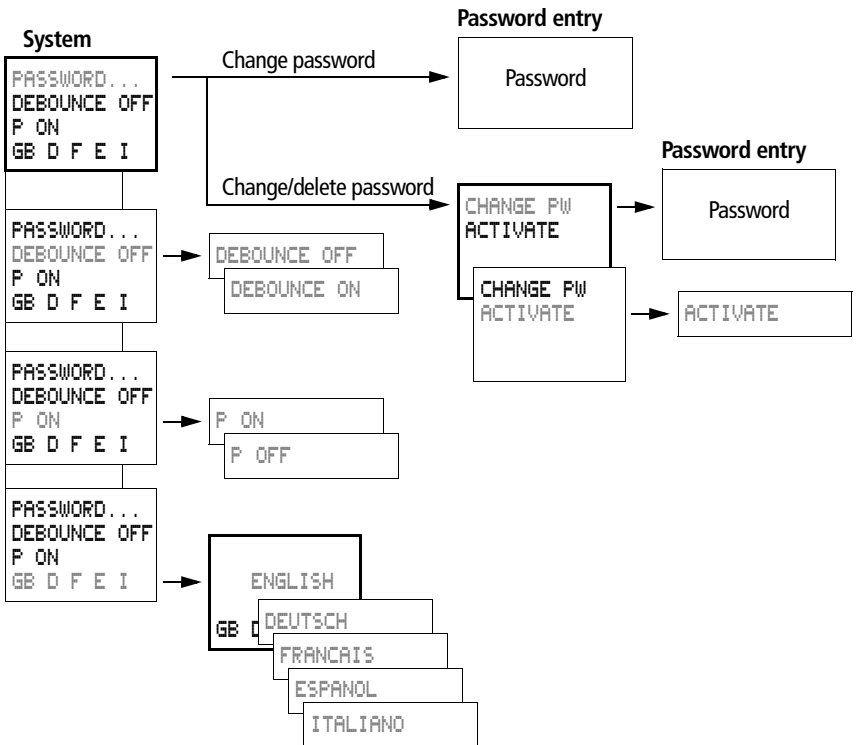 System
PASSWORD...
DEBOUNCE OFF
P ON
GB D F E I
Change password
Password entry
Password
Change/delete password
CHANGE PW
ACTIVATE
Password entry
Password
CHANGE PW
ACTIVATE
ACTIVATE
PASSWORD...
DEBOUNCE OFF
P ON
GB D F E I
DEBOUNCE OFF
DEBOUNCE ON
PASSWORD...
DEBOUNCE OFF
P ON
GB D F E I
P ON
P OFF
PASSWORD...
DEBOUNCE OFF
P ON
GB D F E I
ENGLISH
GB D
DEUTSCH
FRANCAIS
ESPANOL
ITALIANO